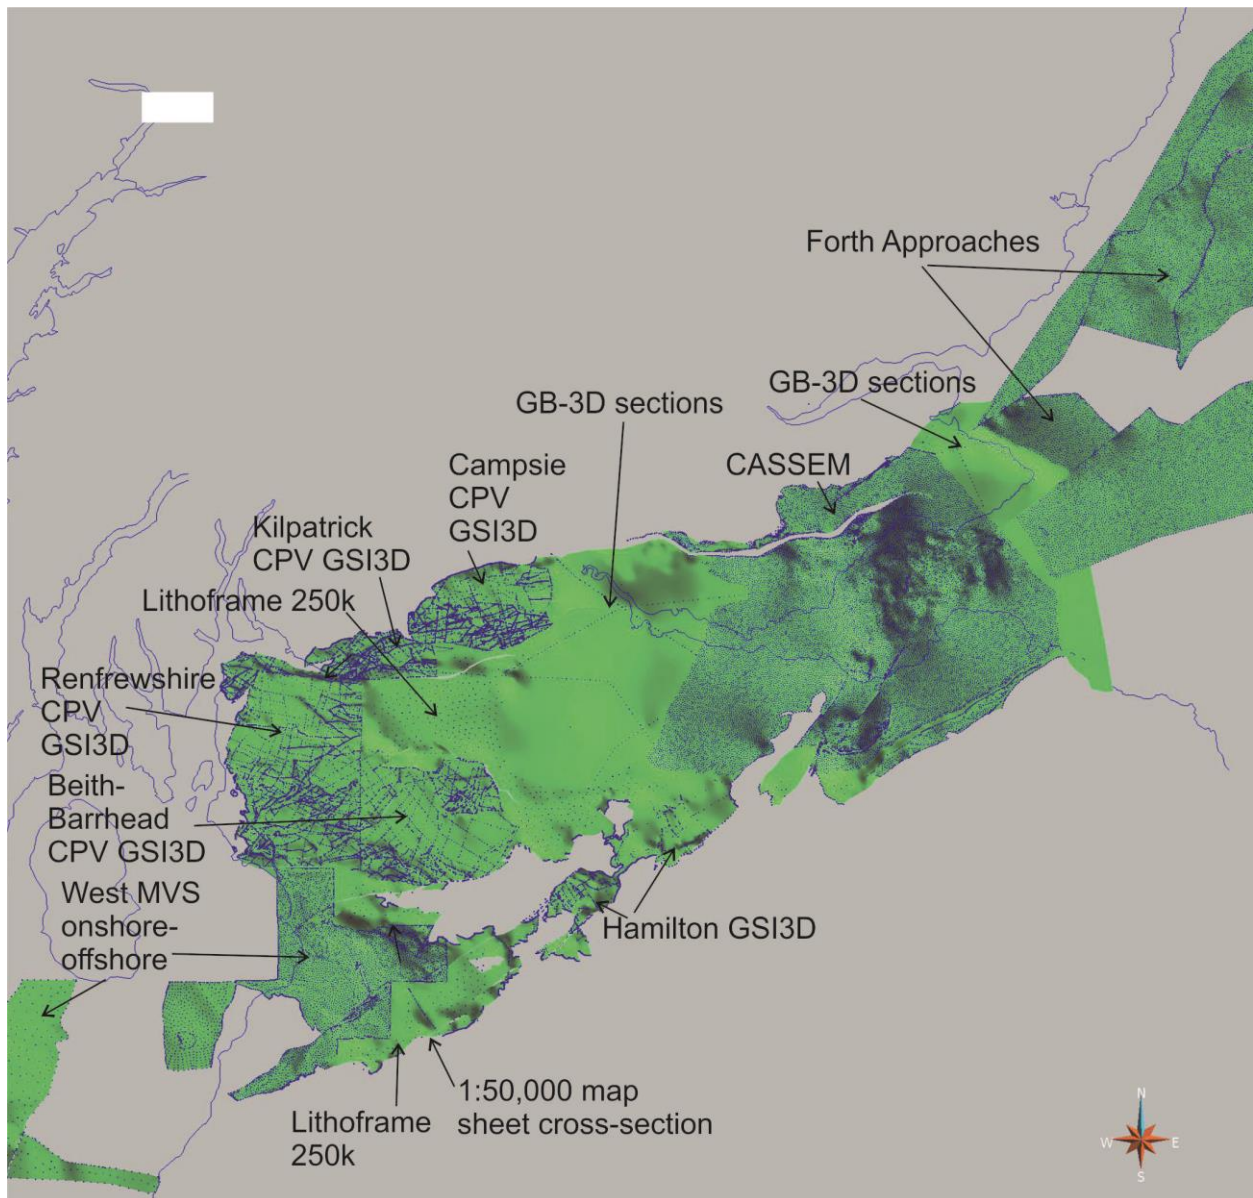 Forth Approaches
GB-3D sections
GB-3D sections
CASSEM
Campsie
CPV
GSI3D
Kilpatrick
CPV GSI3D
Lithoframe 250k
Renfrewshire
CPV
GSI3D
Beith-
Barrhead
CPV GSI3D
West MVS
onshore-
offshore
Hamilton GSI3D
1:50,000 map
sheet cross-section
Lithoframe
250k
N
W
E
S